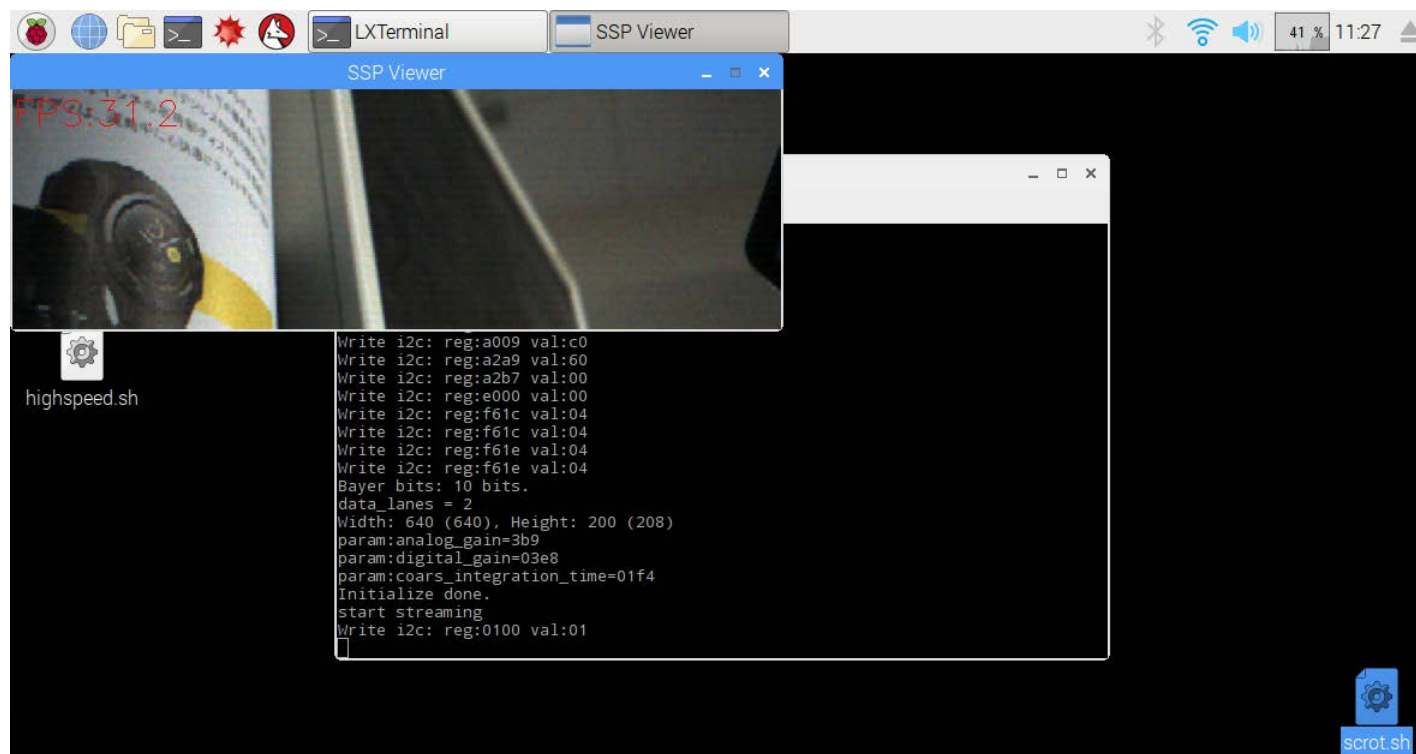 LXTerminal
SSP Viewer
41 %
11:27
SSP Viewer
FPS:31.2
highspeed.sh
Write i2c: reg:a009 val:c0
Write i2c: reg:a2a9 val:60
Write i2c: reg:a2b7 val:00
Write i2c: reg:e000 val:00
Write i2c: reg:f61c val:04
Write i2c: reg:f61c val:04
Write i2c: reg:f61e val:04
Write i2c: reg:f61e val:04
Bayer bits: 10 bits.
data_lanes = 2
Width: 640 (640), Height: 200 (208)
param:analog_gain=3b9
param:digital_gain=03e8
param:coars_integration_time=01f4
Initialize done.
start streaming
Write i2c: reg:0100 val:01
scrot.sh